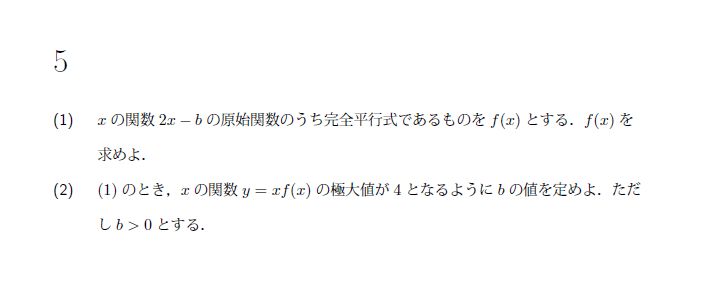 5
(1) xの関数 2x − b の原始関数のうち完全平行式であるものを f(x) とする．f(x) を
求めよ．
(2) (1) のとき，x の関数 y = xf(x) の極大値が 4 となるように b の値を定めよ．ただ
し b > 0 とする．